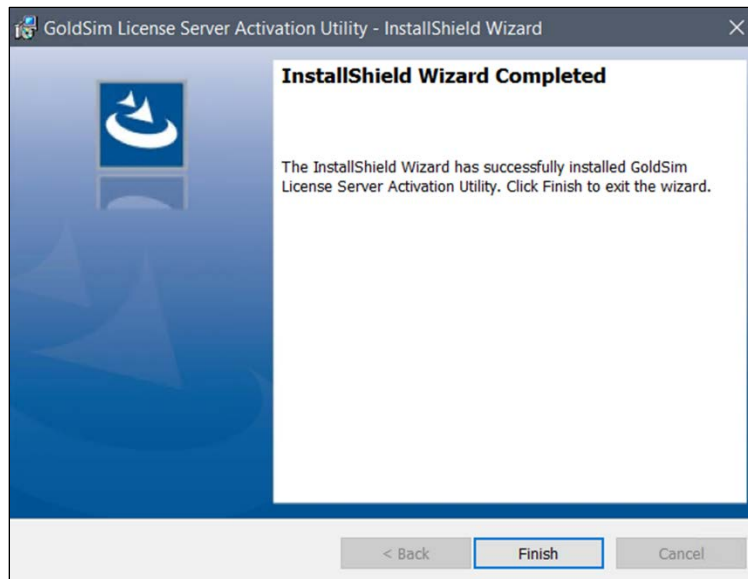 GoldSim License Server Activation Utility - InstallShield Wizard
InstallShield Wizard Completed
The InstallShield Wizard has successfully installed GoldSim
License Server Activation Utility. Click Finish to exit the wizard.
< Back Finish Cancel